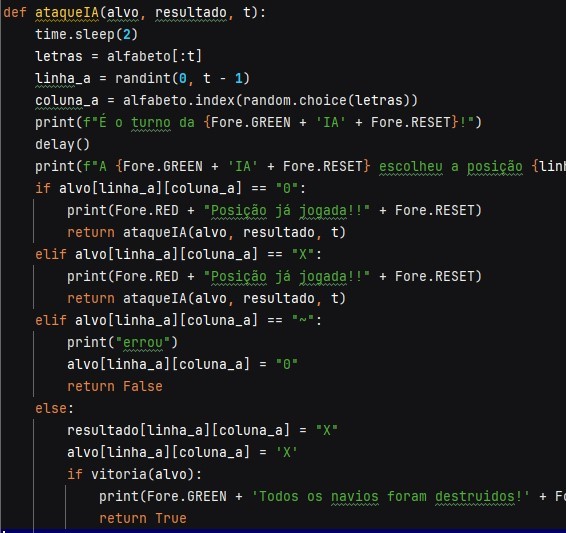 def ataqueIA(alvo, resultado, t):
    time.sleep(2)
    letras = alfabeto[:t]
    linha_a = randint(0, t - 1)
    coluna_a = alfabeto.index(random.choice(letras))
    print(f"É o turno da {Fore.GREEN + 'IA' + Fore.RESET}!")
    delay()
    print(f"A {Fore.GREEN + 'IA' + Fore.RESET} escolheu a posição {linh
    if alvo[linha_a][coluna_a] == "0":
        print(Fore.RED + "Posição já jogada!!" + Fore.RESET)
        return ataqueIA(alvo, resultado, t)
    elif alvo[linha_a][coluna_a] == "X":
        print(Fore.RED + "Posição já jogada!!" + Fore.RESET)
        return ataqueIA(alvo, resultado, t)
    elif alvo[linha_a][coluna_a] == "~":
        print("errou")
        alvo[linha_a][coluna_a] = "0"
        return False
    else:
        resultado[linha_a][coluna_a] = "X"
        alvo[linha_a][coluna_a] = 'X'
        if vitoria(alvo):
            print(Fore.GREEN + 'Todos os navios foram destruidos!' + Fo
            return True